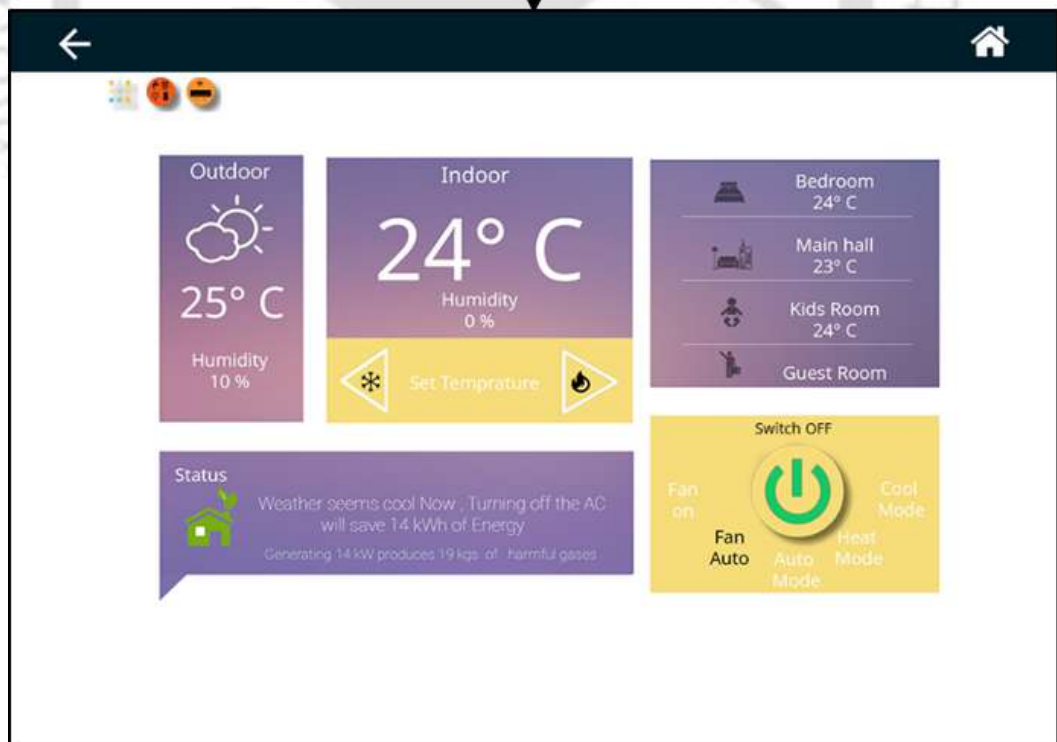 Outdoor
25° C
Humidity
10 %
Indoor
24° C
Humidity
0 %
Set Temprature
Bedroom
24° C
Main hall
23° C
Kids Room
24° C
Guest Room
Status
Weather seems cool Now , Turning off the AC
will save 14 kWh of Energy
Generating 14 kW produces 19 kgs of harmful gases
Switch OFF
Fan
on
Fan
Auto
Auto
Mode
Heat
Mode
Cool
Mode